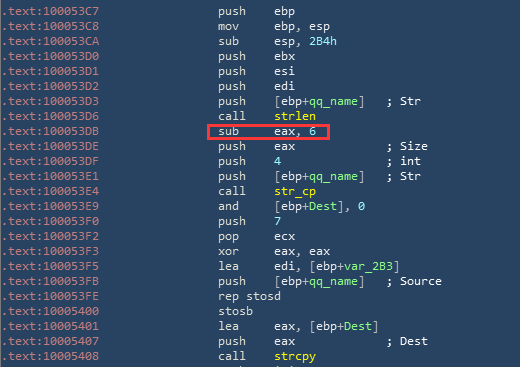 .text:100053C7 push ebp
.text:100053C8 mov ebp, esp
.text:100053CA sub esp, 2B4h
.text:100053D0 push ebx
.text:100053D1 push esi
.text:100053D2 push edi
.text:100053D3 push [ebp+qq_name] ; Str
.text:100053D6 call strlen
.text:100053DB sub eax, 6
.text:100053DE push eax ; Size
.text:100053DF push 4 ; int
.text:100053E1 push [ebp+qq_name] ; Str
.text:100053E4 call str_cp
.text:100053E9 and [ebp+Dest], 0
.text:100053F0 push 7
.text:100053F2 pop ecx
.text:100053F3 xor eax, eax
.text:100053F5 lea edi, [ebp+var_2B3]
.text:100053FB push [ebp+qq_name] ; Source
.text:100053FE rep stosd
.text:10005400 stosb
.text:10005401 lea eax, [ebp+Dest]
.text:10005407 push eax ; Dest
.text:10005408 call strcpy